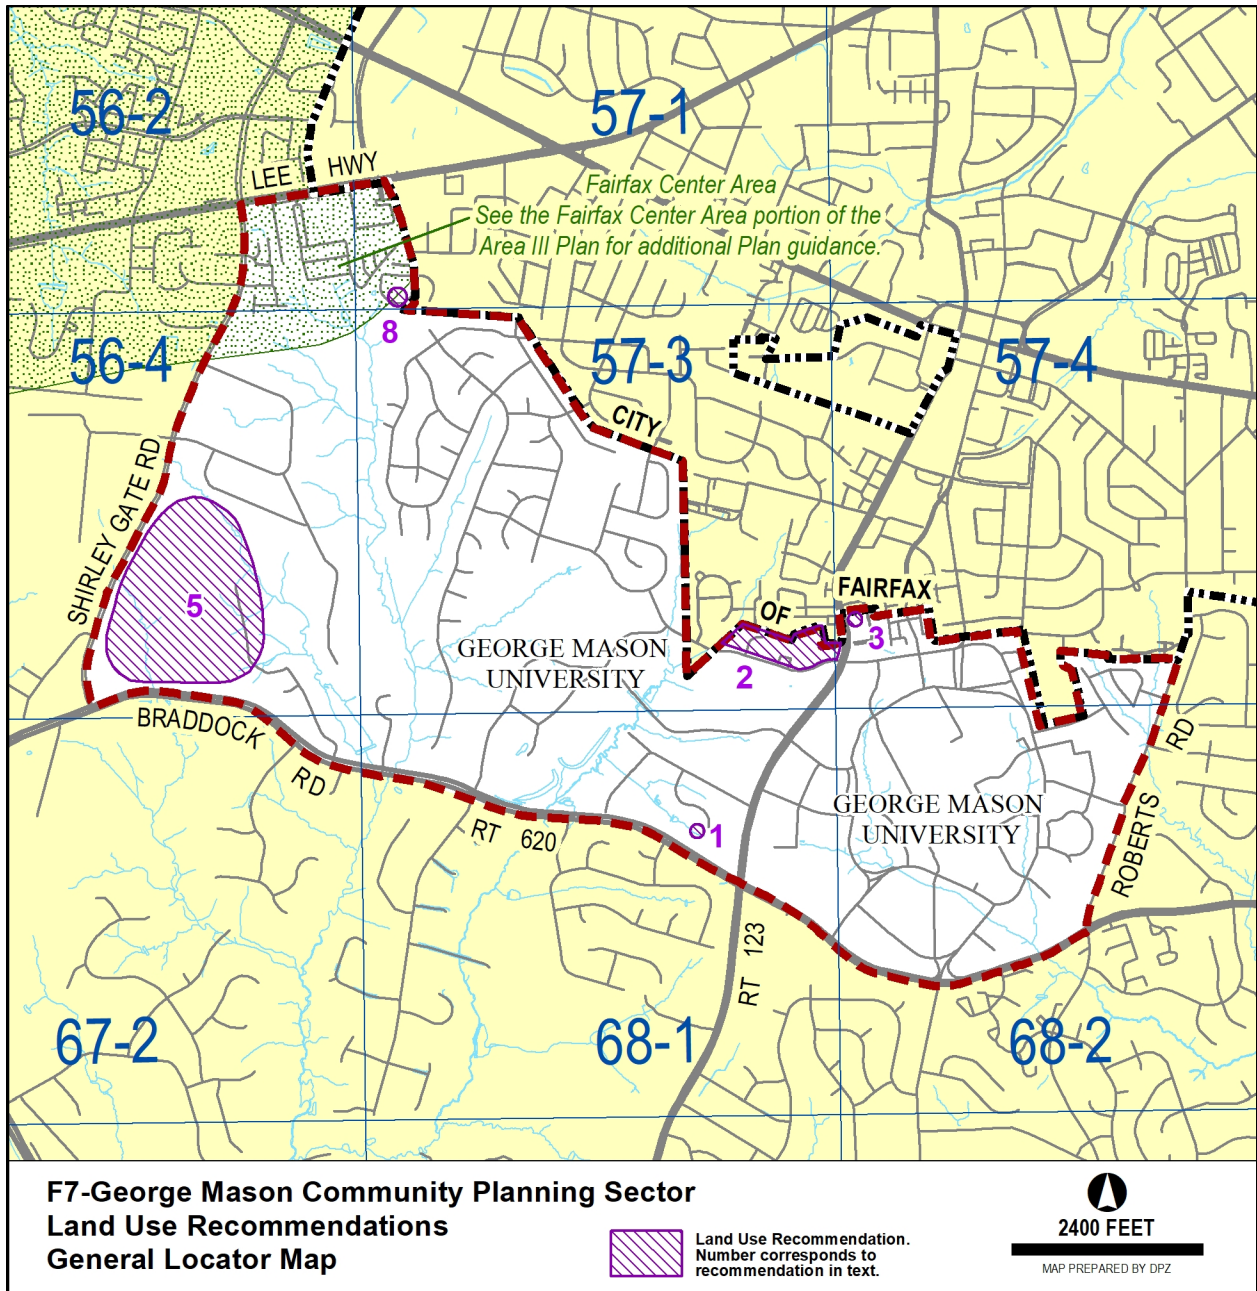 56-2
57-1
LEE HWY
Fairfax Center Area
See the Fairfax Center Area portion of the
Area III Plan for additional Plan guidance.
8
56-4
57-3
57-4
CITY
SHIRLEY GATE RD
5
OF
FAIRFAX
3
GEORGE MASON
UNIVERSITY
2
BRADDOCK
RD
RD
GEORGE MASON
UNIVERSITY
ROBERTS
RT 620
1
RT 123
67-2
68-1
68-2
F7-George Mason Community Planning Sector
Land Use Recommendations
General Locator Map
Land Use Recommendation.
Number corresponds to
recommendation in text.
2400 FEET
MAP PREPARED BY DPZ